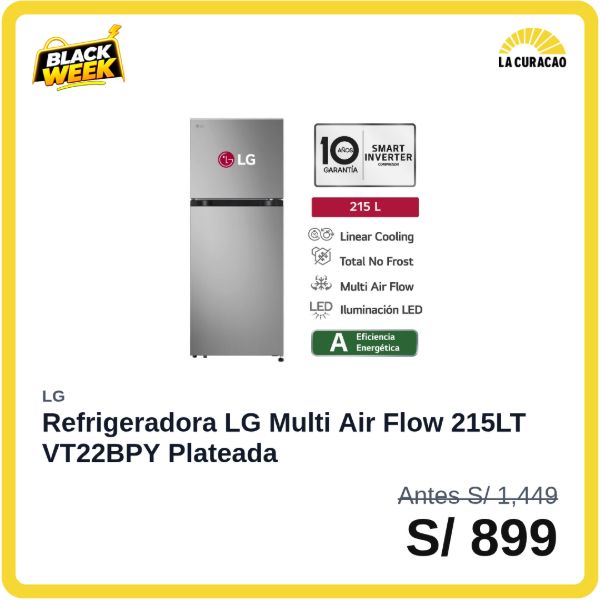 BLACK
WEEK
LA CURACAO
LG
10
AÑOS
GARANTÍA
SMART
INVERTER
COMPRESSOR
215 L
Linear Cooling
Total No Frost
Multi Air Flow
LED
Iluminación LED
A
Eficiencia
Energética
LG
Refrigeradora LG Multi Air Flow 215LT
VT22BPY Plateada
Antes S/ 1,449
S/ 899